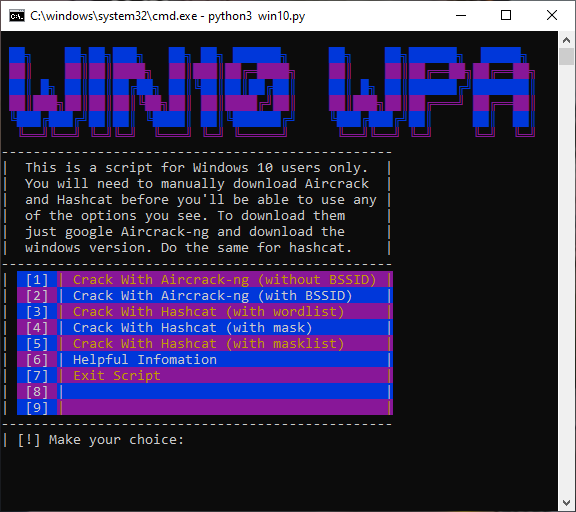 C:\windows\system32\cmd.exe - python3  win10.py
WIN10 WPA
This is a script for Windows 10 users only.
You will need to manually download Aircrack
and Hashcat before you'll be able to use any
of the options you see. To download them
just google Aircrack-ng and download the
windows version. Do the same for hashcat.
[1] | Crack With Aircrack-ng (without BSSID) |
[2] | Crack With Aircrack-ng (with BSSID) |
[3] | Crack With Hashcat (with wordlist) |
[4] | Crack With Hashcat (with mask) |
[5] | Crack With Hashcat (with masklist) |
[6] | Helpful Infomation |
[7] | Exit Script |
[8] | |
[9] | |
| [!] Make your choice: